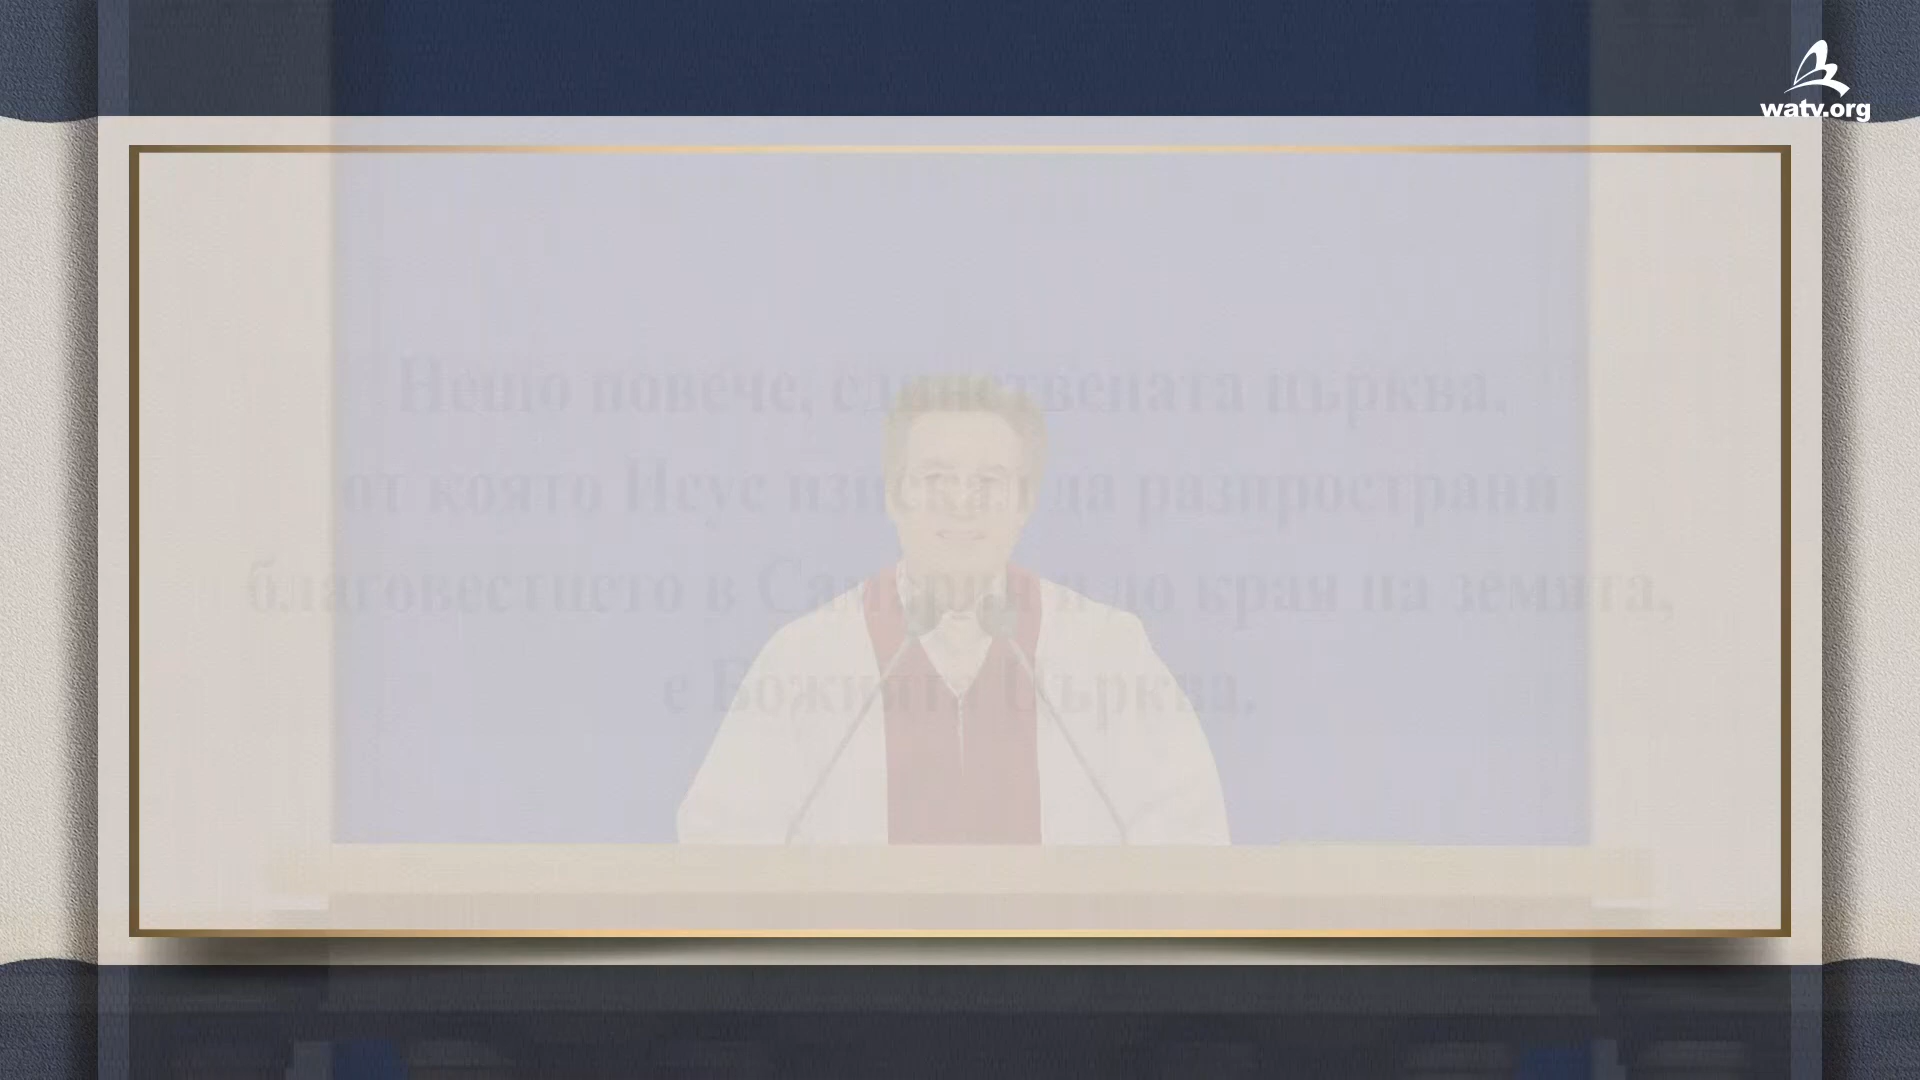 watv.org
Нещо повече, единствената църква,
от която Исус изискал да разпространи
благовестието в Самария и до края на земята,
е Божията Църква.